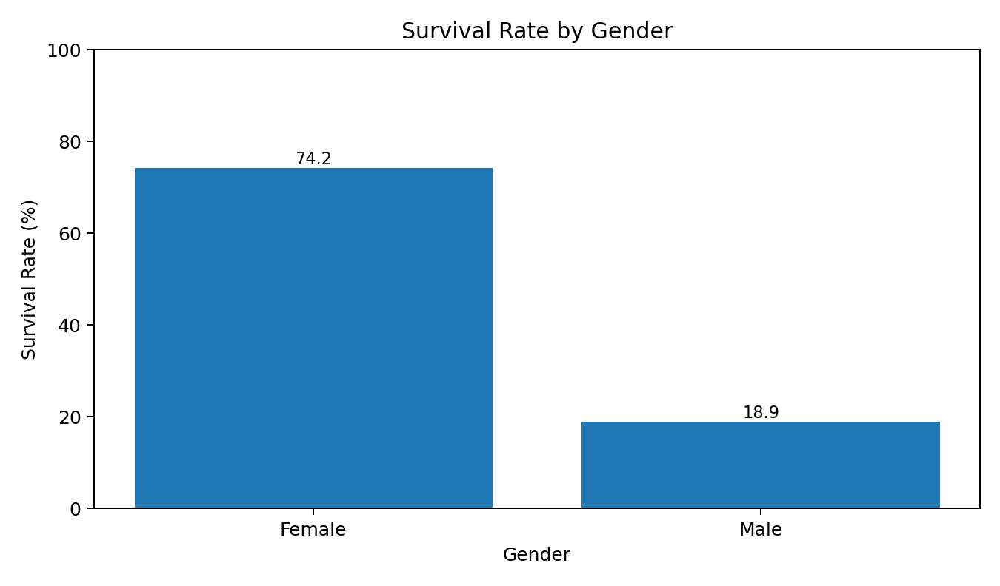 Survival Rate by Gender
100
80
60
40
20
0
Survival Rate (%)
74.2
18.9
Female
Male
Gender